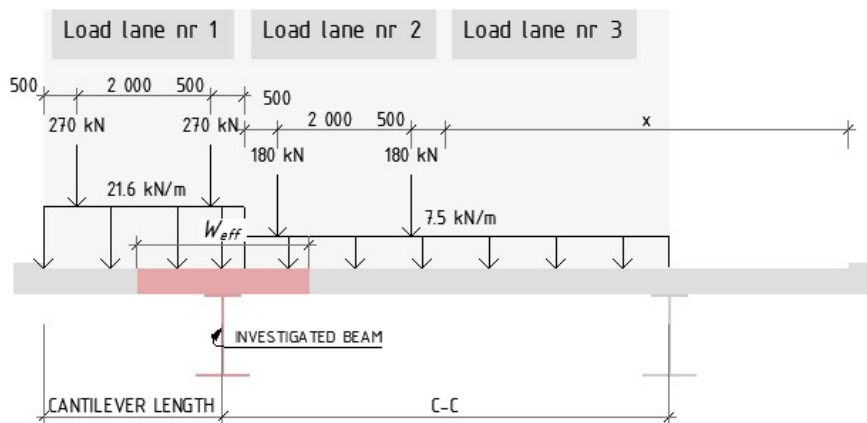 Load lane nr 1 Load lane nr 2 Load lane nr 3
500 2 000 500
500
270 kN 270 kN 2 000 500 x
180 kN 180 kN
21.6 kN/m
7.5 kN/m
Weff
INVESTIGATED BEAM
CANTILEVER LENGTH C-C